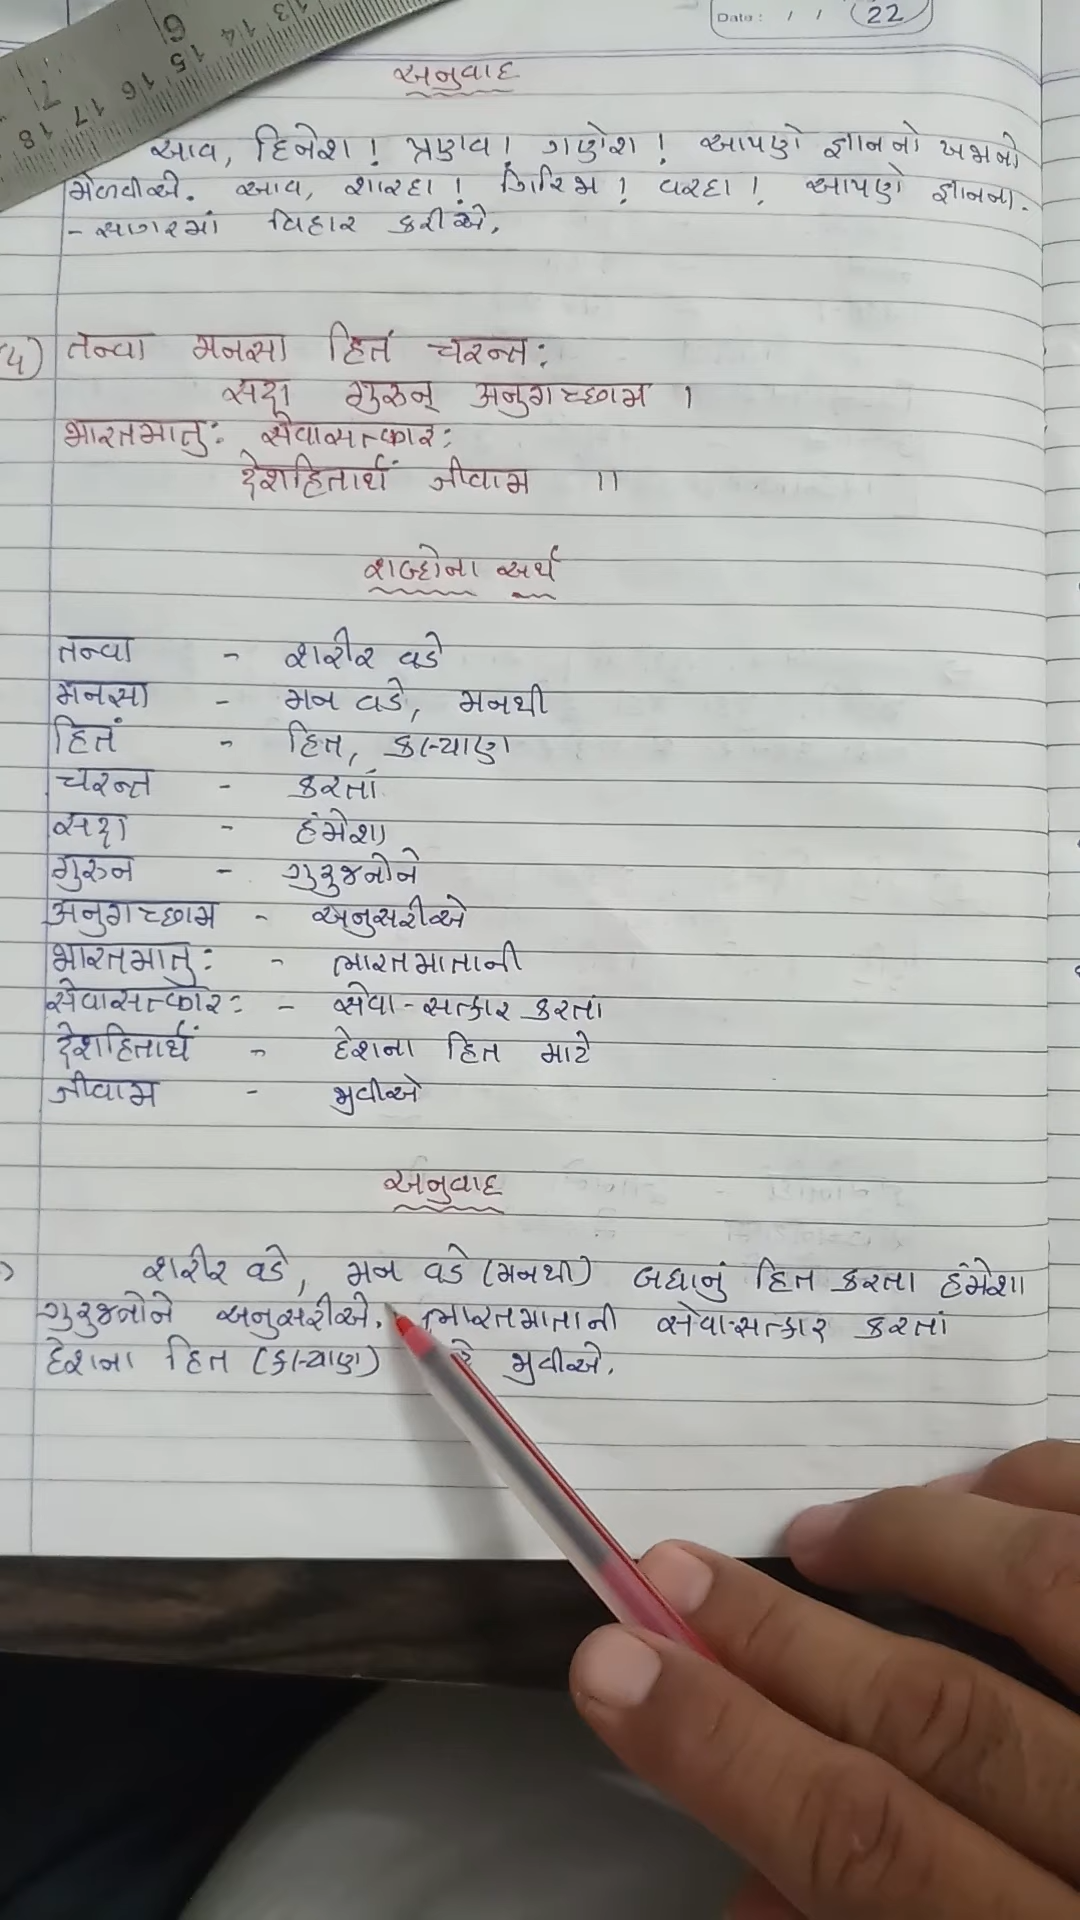 Date : / / 22
અનુવાદ
આવ, દિનેશ ! પ્રણવ ! ગણેશ ! આપણે જ્ઞાનનો ખજનો
મેળવીએ. આવ, શારદા ! ગિરિજા ! વરદા ! આપણે જ્ઞાનના
- સાગરમાં વિહાર કરીએ.
4) तन्वा मनसा हितं चरन्तः
सदा गुरुन् अनुगच्छाम ।
भारतमातुः सेवासत्कारः
देशहितार्थं जीवाम ।।
શબ્દોના અર્થ
तन्वा - શરીર વડે
मनसा - મન વડે, મનથી
हितं - હિત, કલ્યાણ
चरन्त - કરતાં
सदा - હંમેશા
गुरुन - ગુરુજનોને
अनुगच्छाम - અનુસરીએ
भारतमातुः - ભારતમાતાની
सेवासत्कारः - સેવા-સત્કાર કરતાં
देशहितार्थं - દેશના હિત માટે
जीवाम - જીવીએ
અનુવાદ
શરીર વડે, મન વડે (મનથી) બધાનું હિત કરતા હંમેશા
ગુરુજનોને અનુસરીએ. ભારતમાતાની સેવાસત્કાર કરતાં
દેશના હિત (કલ્યાણ) જીવીએ.